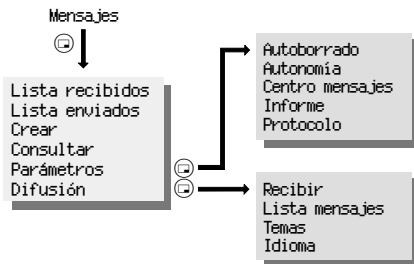 Mensajes
Lista recibidos
Lista enviados
Crear
Consultar
Parámetros
Difusión
Autoborrado
Autonomía
Centro mensajes
Informe
Protocolo
Recibir
Lista mensajes
Temas
Idioma